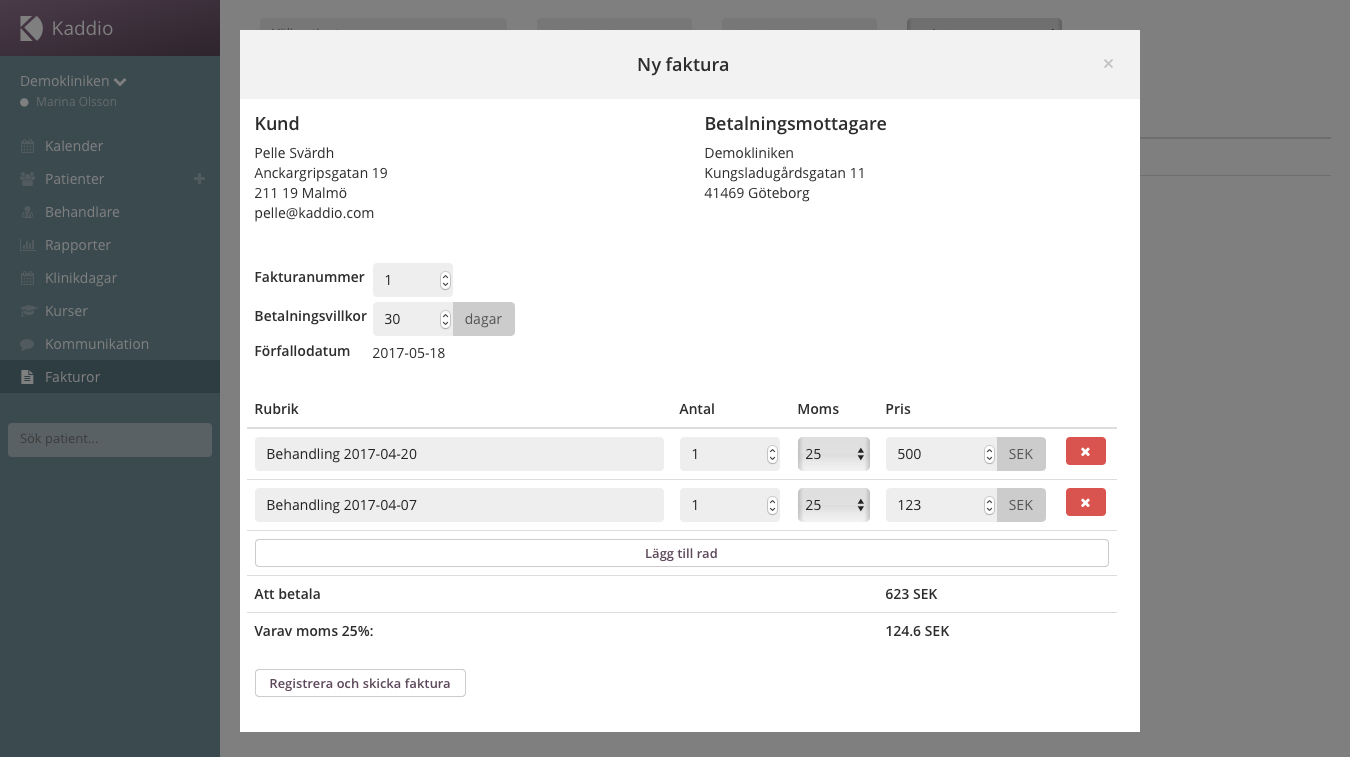 Kaddio
Demokliniken
Marina Olsson
Kalender
Patienter
Behandlare
Rapporter
Klinikdagar
Kurser
Kommunikation
Fakturor
Sök patient...
Ny faktura
×
Kund
Pelle Svärdh
Anckargripsgatan 19
211 19 Malmö
pelle@kaddio.com
Betalningsmottagare
Demokliniken
Kungsladugårdsgatan 11
41469 Göteborg
Fakturanummer 1
Betalningsvillkor 30 dagar
Förfallodatum 2017-05-18
Rubrik Antal Moms Pris
Behandling 2017-04-20 1 25 500 SEK
Behandling 2017-04-07 1 25 123 SEK
Lägg till rad
Att betala 623 SEK
Varav moms 25%: 124.6 SEK
Registrera och skicka faktura